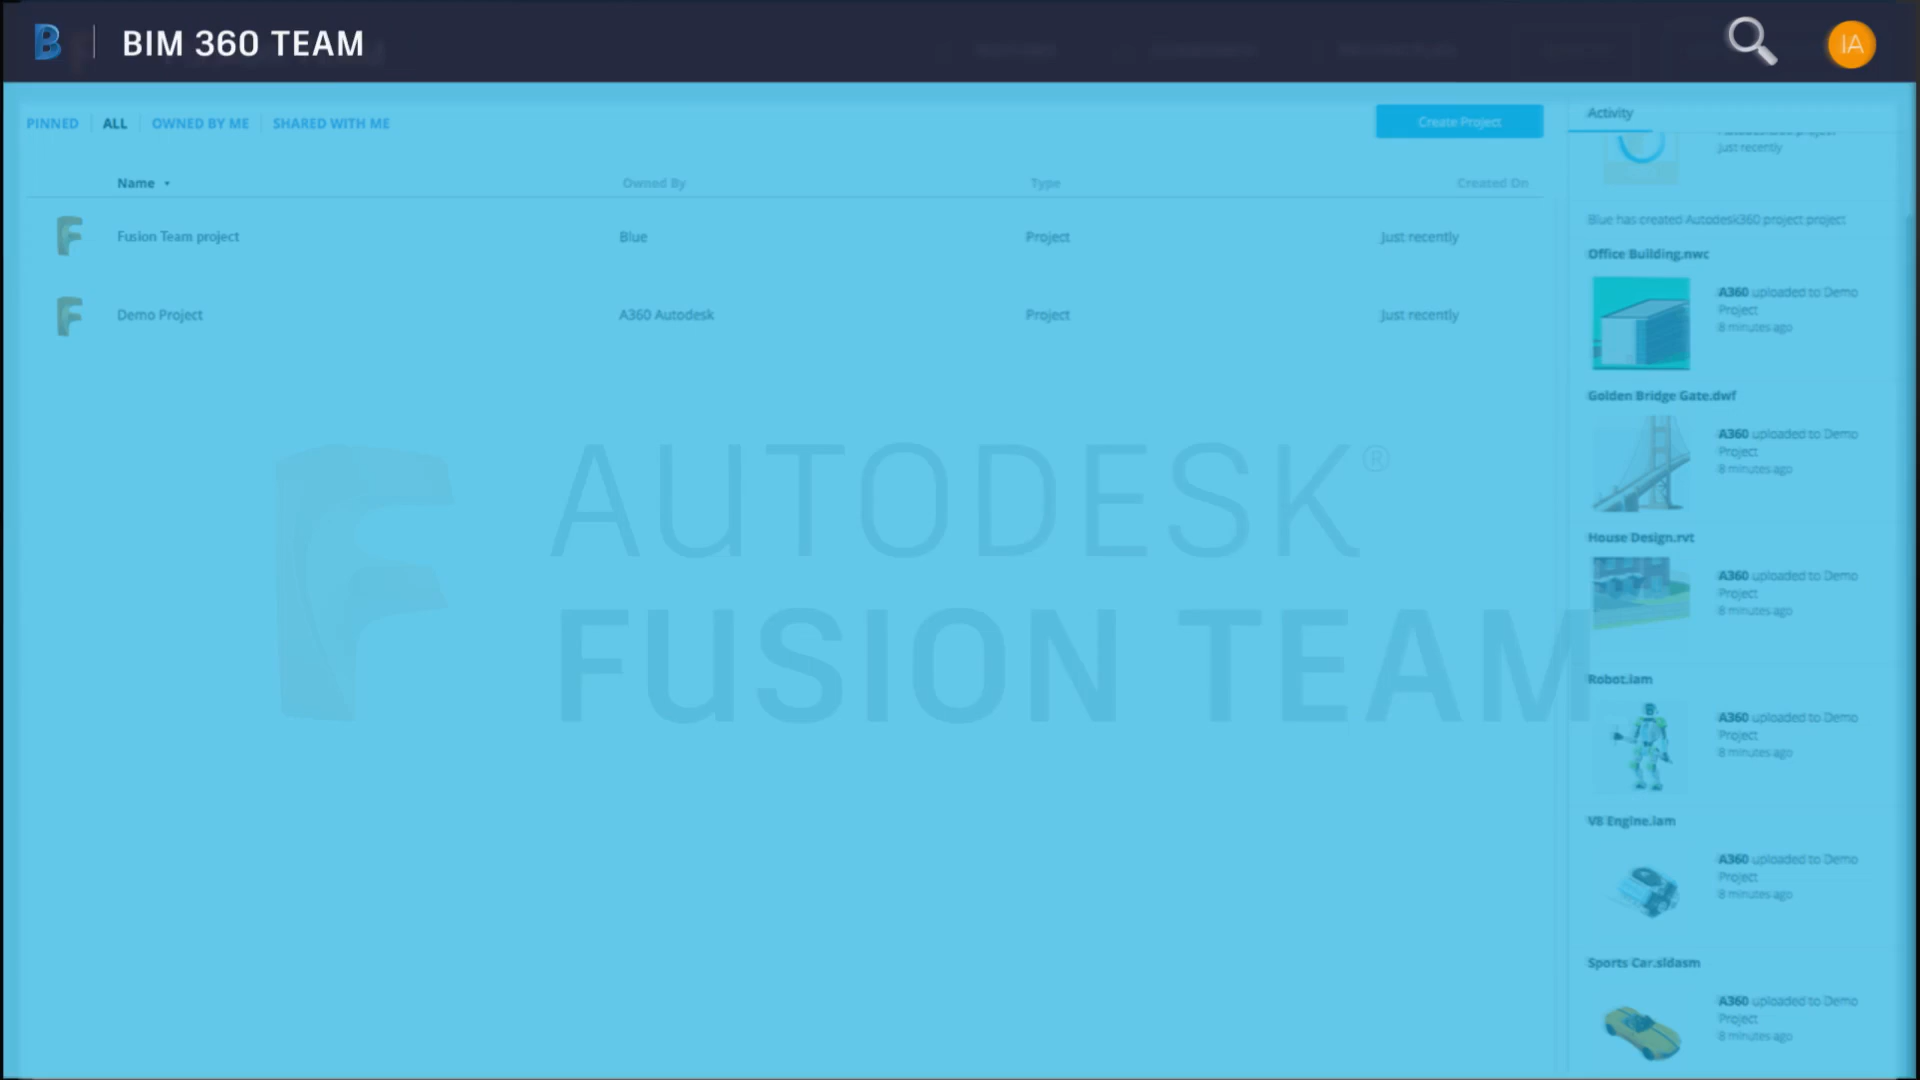 BIM 360 TEAM
IA
PINNED ALL OWNED BY ME SHARED WITH ME
Create Project
Activity
Just recently
Name Owned By Type Created On
Fusion Team project Blue Project Just recently
Demo Project A360 Autodesk Project Just recently
Blue has created Autodesk360 project project
Office Building.nwc
A360 uploaded to Demo
Project
8 minutes ago
Golden Bridge Gate.dwf
A360 uploaded to Demo
Project
8 minutes ago
House Design.rvt
A360 uploaded to Demo
Project
8 minutes ago
Robot.iam
A360 uploaded to Demo
Project
8 minutes ago
V8 Engine.iam
A360 uploaded to Demo
Project
8 minutes ago
Sports Car.sldasm
A360 uploaded to Demo
Project
8 minutes ago
AUTODESK®
FUSION TEAM